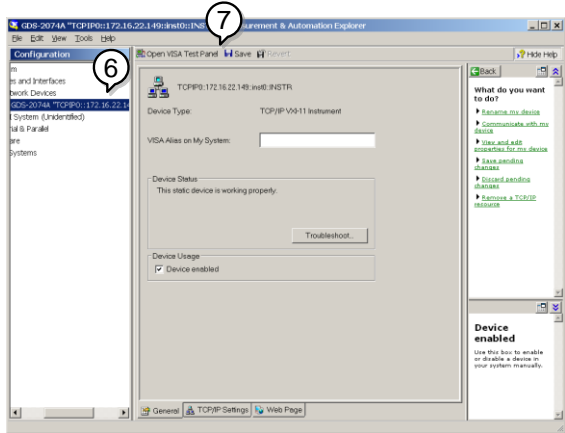 7
GDS-2074A "TCPIP0::172.16.22.149::inst0::INS urement & Automation Explorer
File Edit View Tools Help
Configuration
6
m
es and Interfaces
twork Devices
GDS-2074A "TCPIP0::172.16.22.14
t System (Unidentified)
rial & Parallel
are
Systems
Open VISA Test Panel Save Revert
Hide Help
TCPIP0::172.16.22.149::inst0::INSTR
Device Type: TCP/IP VXI-11 Instrument
VISA Alias on My System:
Device Status
This static device is working properly.
Troubleshoot...
Device Usage
Device enabled
General TCP/IP Settings Web Page
Back
What do you want
to do?
Rename my device
Communicate with my
device
View and edit
properties for my device
Save pending
changes
Discard pending
changes
Remove a TCP/IP
resource
Device
enabled
Use this box to enable
or disable a device in
your system manually.